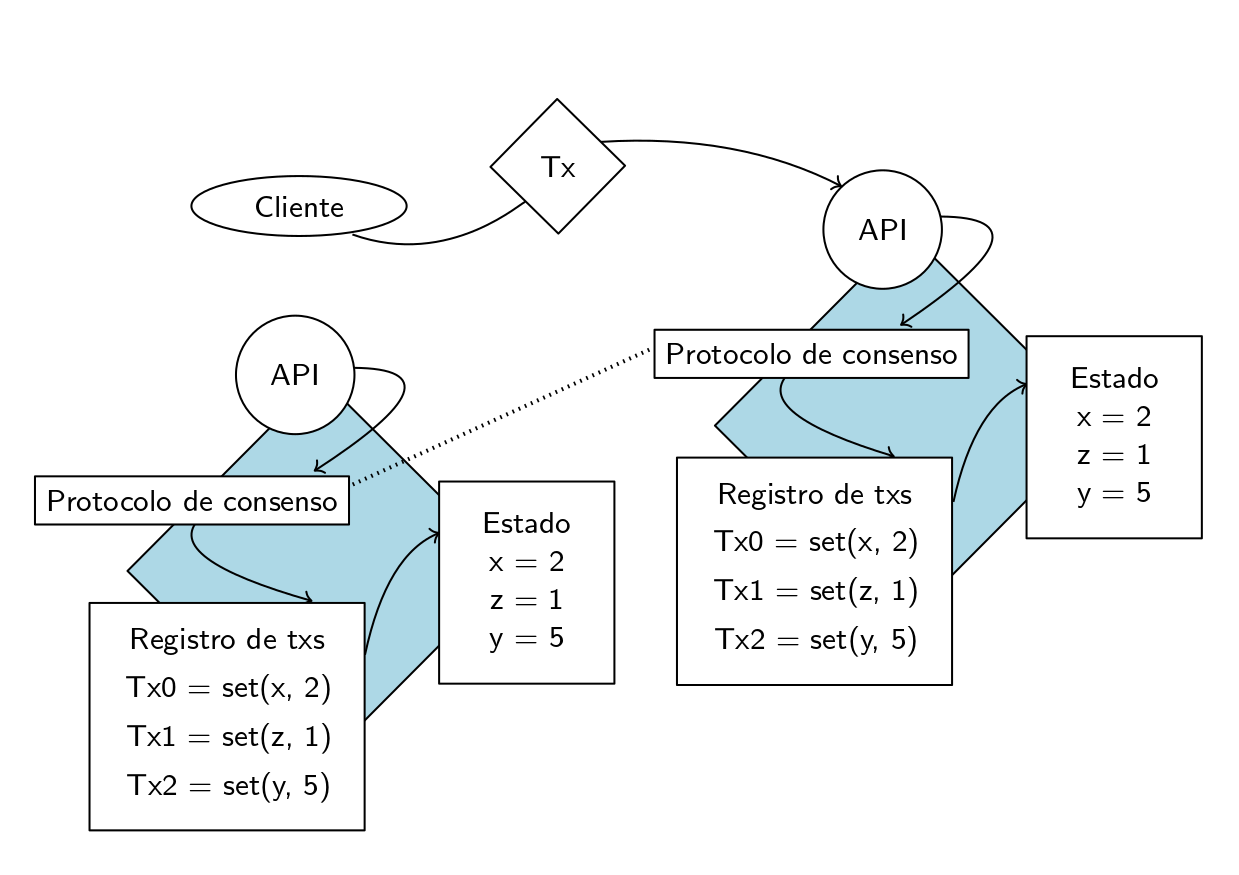 Tx
Cliente
API
Protocolo de consenso
Estado
x = 2
z = 1
y = 5
Registro de txs
Tx0 = set(x, 2)
Tx1 = set(z, 1)
Tx2 = set(y, 5)
API
Protocolo de consenso
Estado
x = 2
z = 1
y = 5
Registro de txs
Tx0 = set(x, 2)
Tx1 = set(z, 1)
Tx2 = set(y, 5)